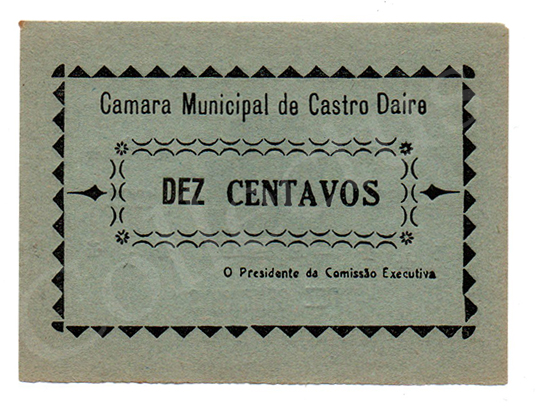 Camara Municipal de Castro Daire
DEZ CENTAVOS
O Presidente da Comissão Executiva